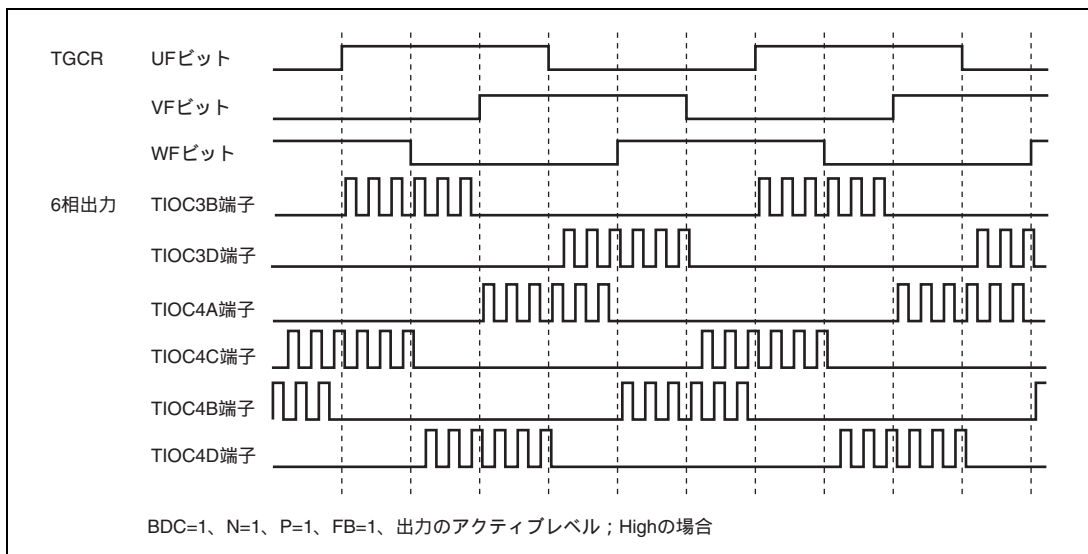 TGCR UFビット
VFビット
WFビット
6相出力 TIOC3B端子
TIOC3D端子
TIOC4A端子
TIOC4C端子
TIOC4B端子
TIOC4D端子
BDC=1、N=1、P=1、FB=1、出力のアクティブレベル；Highの場合